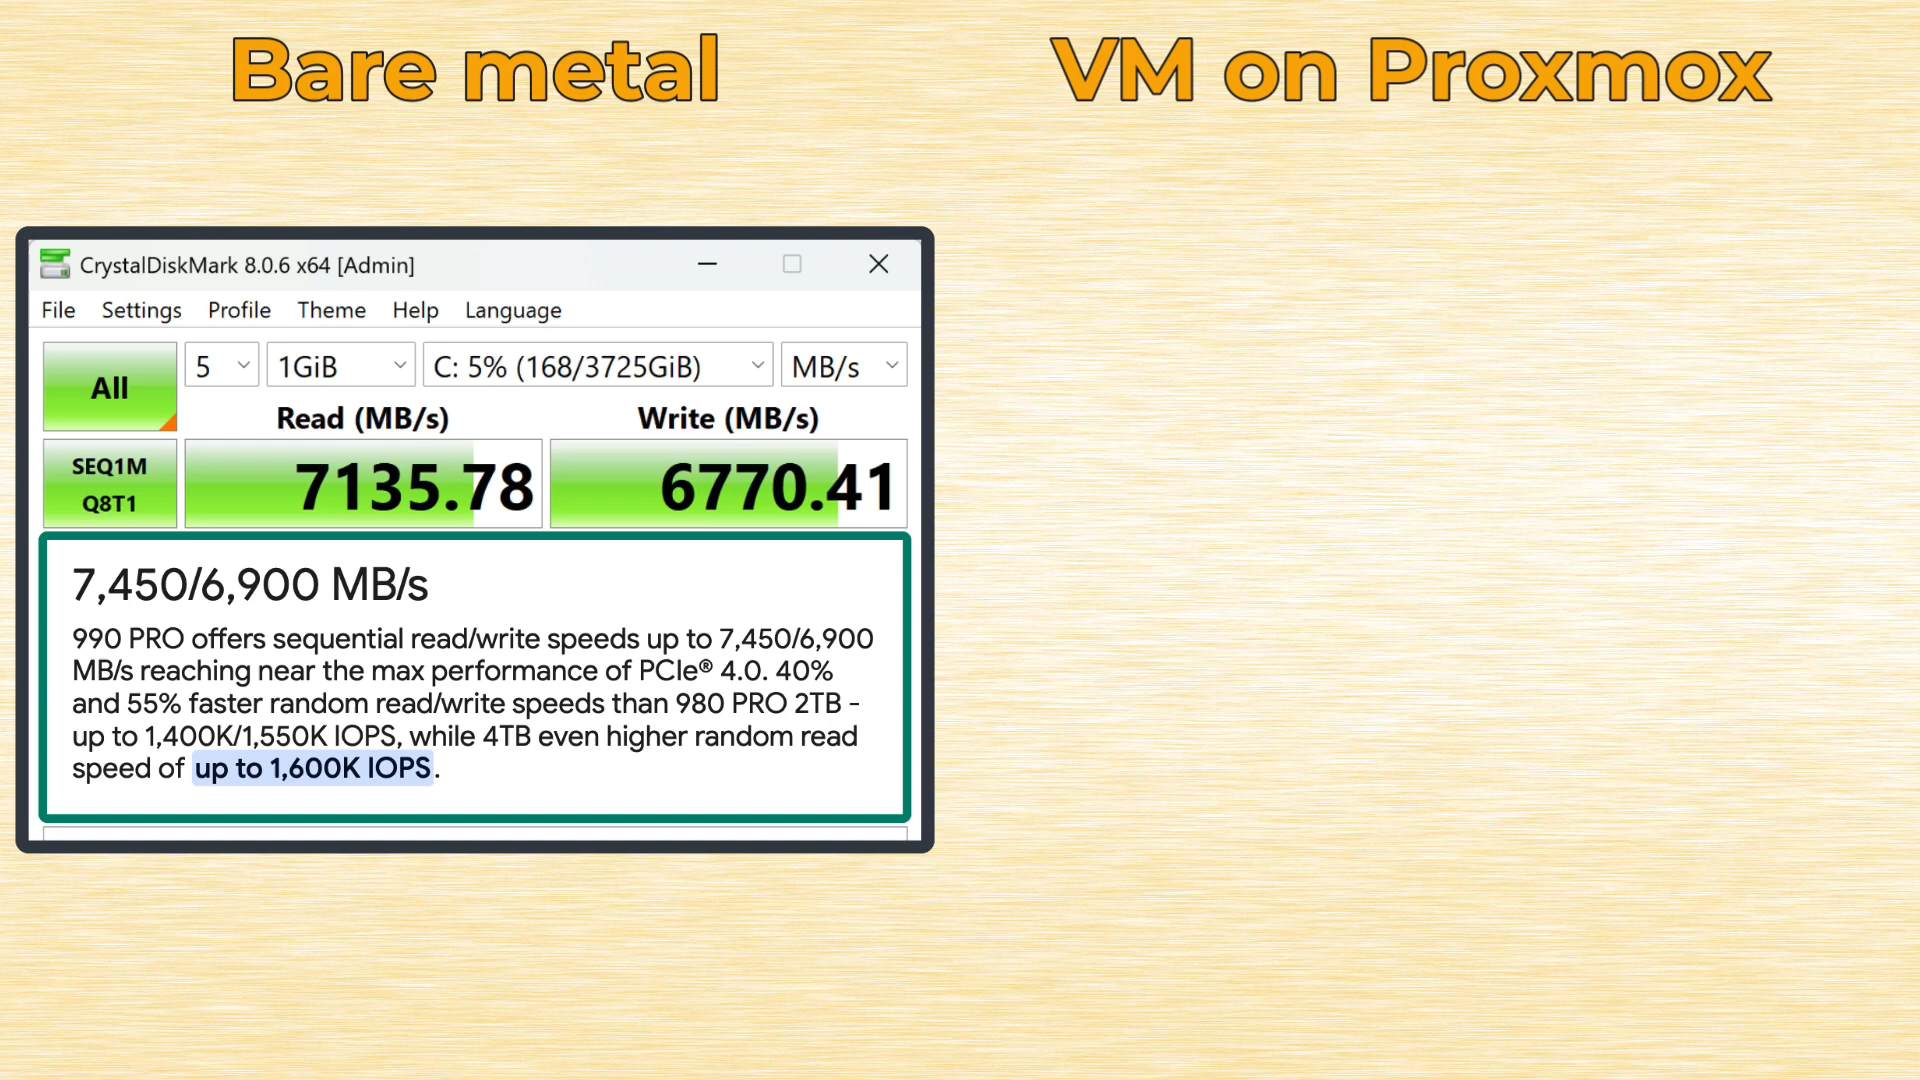 Bare metal
VM on Proxmox
CrystalDiskMark 8.0.6 x64 [Admin]
File Settings Profile Theme Help Language
All
5
1GiB
C: 5% (168/3725GiB)
MB/s
Read (MB/s)
Write (MB/s)
SEQ1M
Q8T1
7135.78
6770.41
7,450/6,900 MB/s
990 PRO offers sequential read/write speeds up to 7,450/6,900
MB/s reaching near the max performance of PCIe® 4.0. 40%
and 55% faster random read/write speeds than 980 PRO 2TB -
up to 1,400K/1,550K IOPS, while 4TB even higher random read
speed of up to 1,600K IOPS.